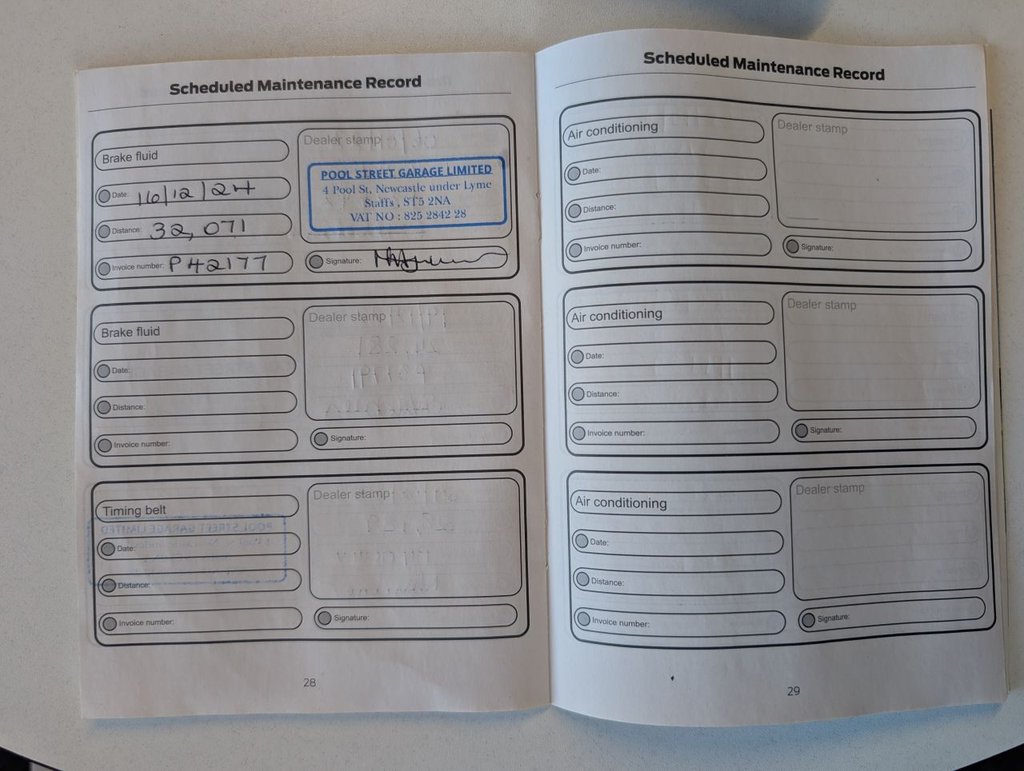 Scheduled Maintenance Record
Brake fluid
Date: 16/12/24
Distance: 32,071
Invoice number: P42177
Dealer stamp
POOL STREET GARAGE LIMITED
4 Pool St, Newcastle under Lyme
Staffs , ST5 2NA
VAT NO : 825 2842 28
Signature:
Brake fluid
Date:
Distance:
Invoice number:
Dealer stamp
Signature:
Timing belt
Date:
Distance:
Invoice number:
Dealer stamp
Signature:
28
Scheduled Maintenance Record
Air conditioning
Date:
Distance:
Invoice number:
Dealer stamp
Signature:
Air conditioning
Date:
Distance:
Invoice number:
Dealer stamp
Signature:
Air conditioning
Date:
Distance:
Invoice number:
Dealer stamp
Signature:
29